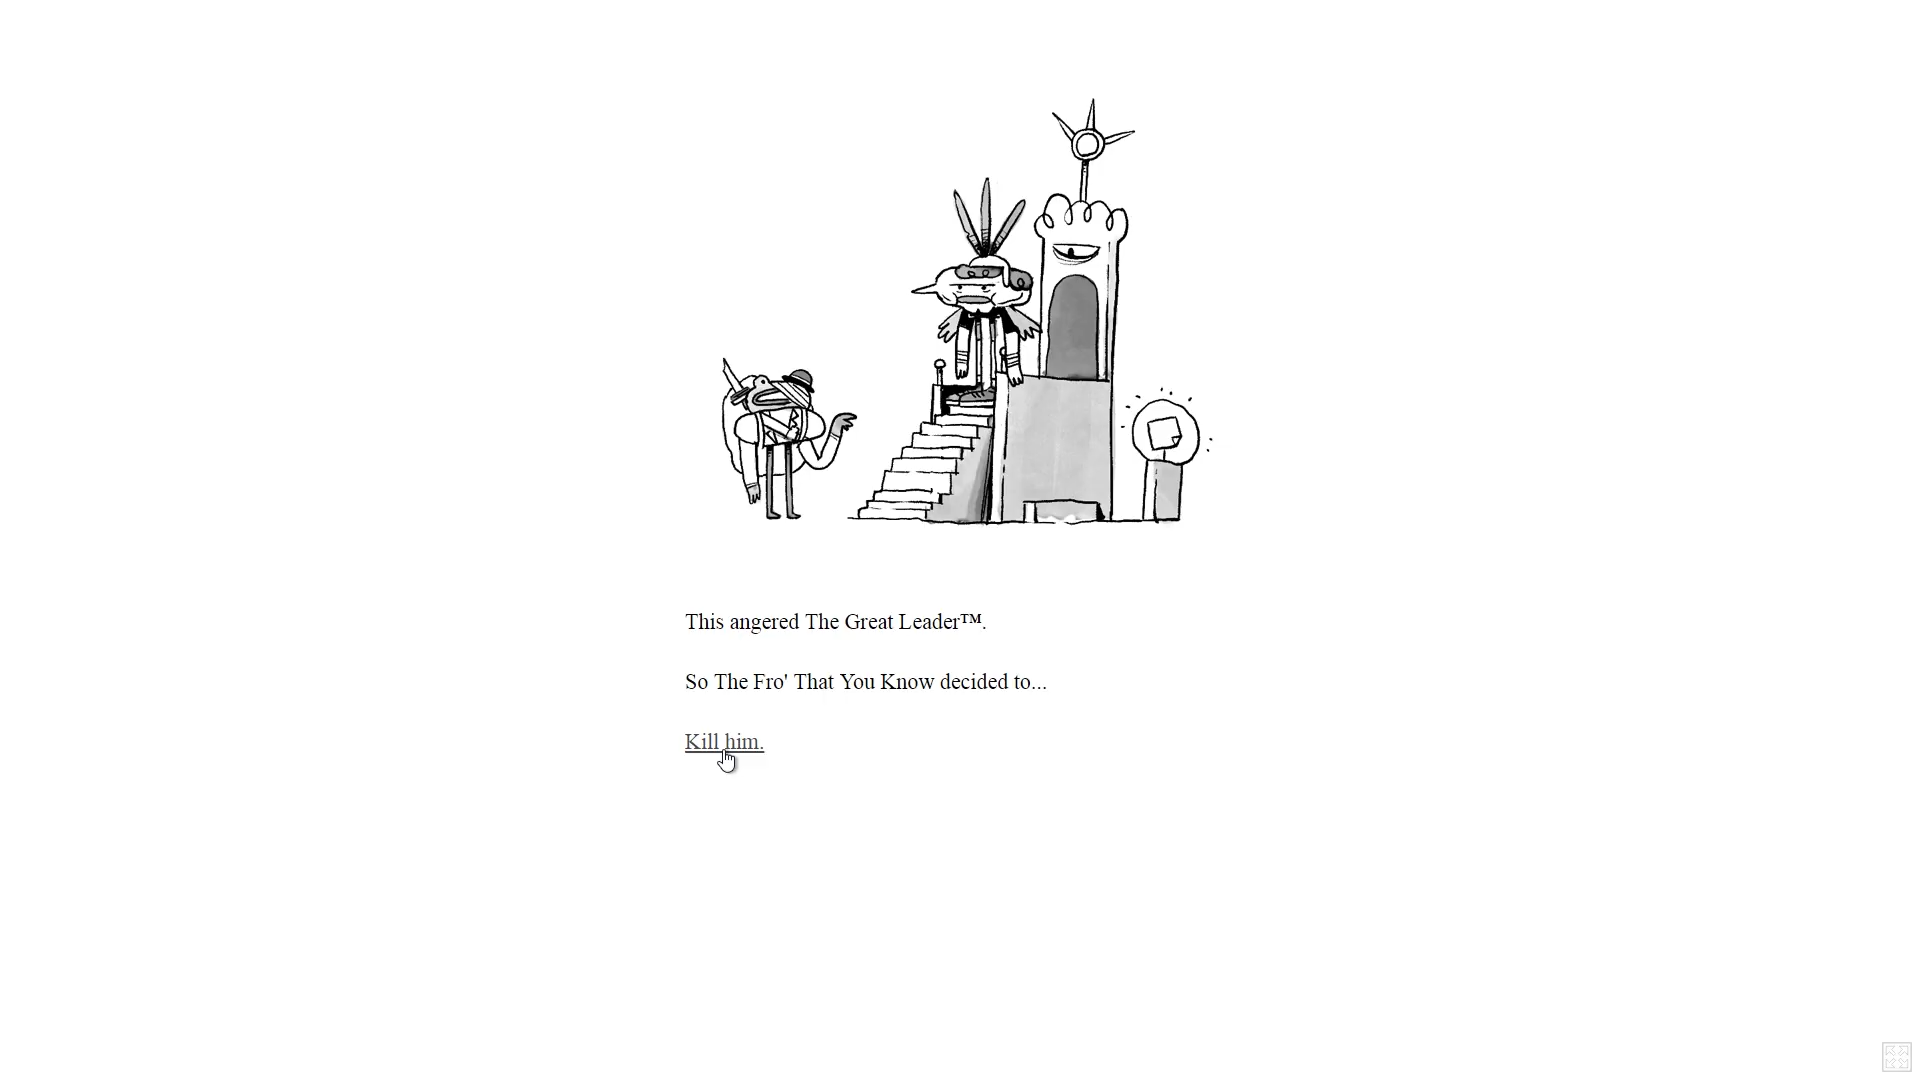 This angered The Great Leader™.
So The Fro' That You Know decided to...
Kill him.